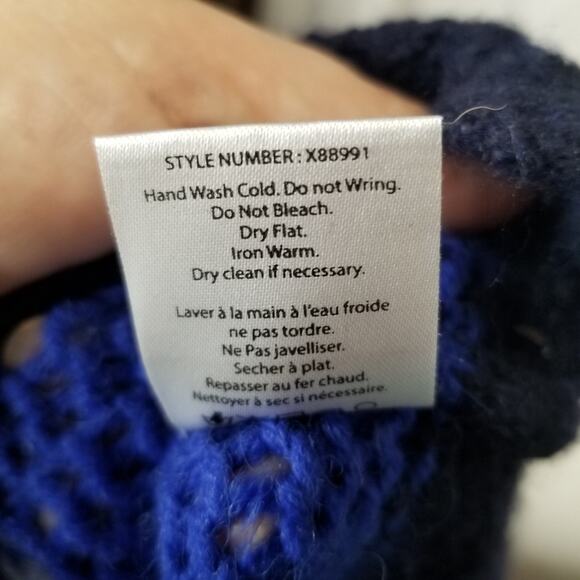 STYLE NUMBER: X88991
Hand Wash Cold. Do not Wring.
Do Not Bleach.
Dry Flat.
Iron Warm.
Dry clean if necessary.
Laver à la main à l'eau froide
ne pas tordre.
Ne Pas javelliser.
Secher à plat.
Repasser au fer chaud.
Nettoyer à sec si nécessaire.